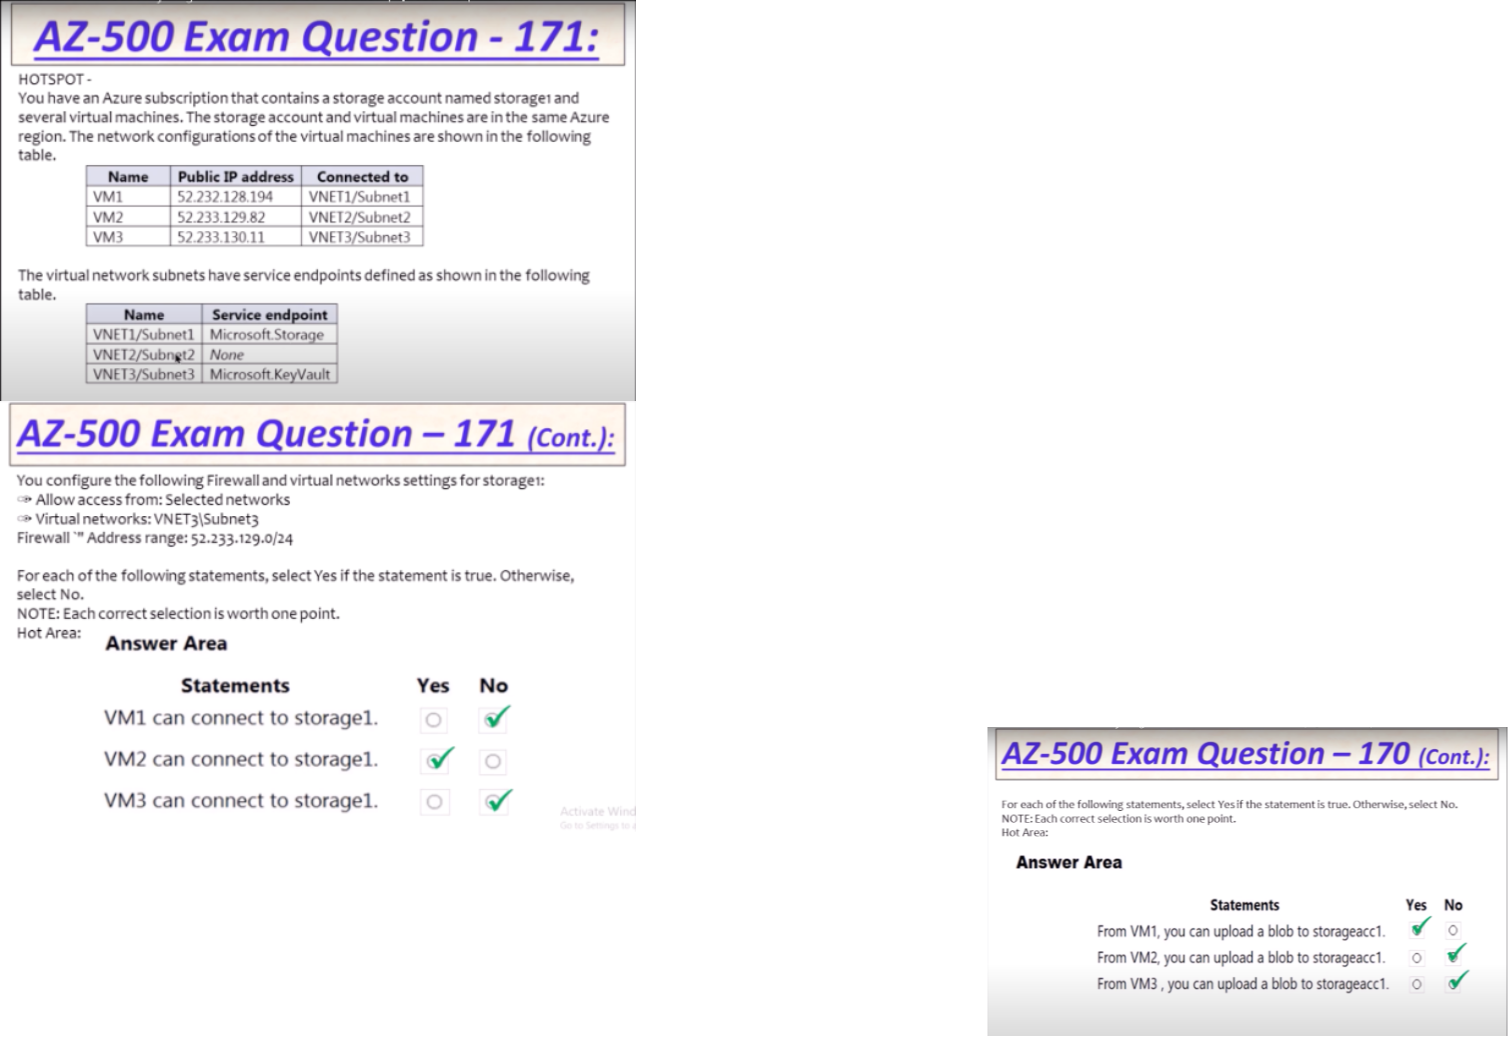 AZ-500 Exam Question - 171:
HOTSPOT -
You have an Azure subscription that contains a storage account named storage1 and
several virtual machines. The storage account and virtual machines are in the same Azure
region. The network configurations of the virtual machines are shown in the following
table.
Name Public IP address Connected to
VM1 52.232.128.194 VNET1/Subnet1
VM2 52.233.129.82 VNET2/Subnet2
VM3 52.233.130.11 VNET3/Subnet3
The virtual network subnets have service endpoints defined as shown in the following
table.
Name Service endpoint
VNET1/Subnet1 Microsoft.Storage
VNET2/Subnet2 None
VNET3/Subnet3 Microsoft.KeyVault
AZ-500 Exam Question – 171 (Cont.):
You configure the following Firewall and virtual networks settings for storage1:
Allow access from: Selected networks
Virtual networks: VNET3\Subnet3
Firewall `" Address range: 52.233.129.0/24
For each of the following statements, select Yes if the statement is true. Otherwise,
select No.
NOTE: Each correct selection is worth one point.
Hot Area:
Answer Area
Statements Yes No
VM1 can connect to storage1.
VM2 can connect to storage1.
VM3 can connect to storage1.
Activate Wind
Go to Settings to a
AZ-500 Exam Question – 170 (Cont.):
For each of the following statements, select Yes if the statement is true. Otherwise, select No.
NOTE: Each correct selection is worth one point.
Hot Area:
Answer Area
Statements Yes No
From VM1, you can upload a blob to storageacc1.
From VM2, you can upload a blob to storageacc1.
From VM3 , you can upload a blob to storageacc1.